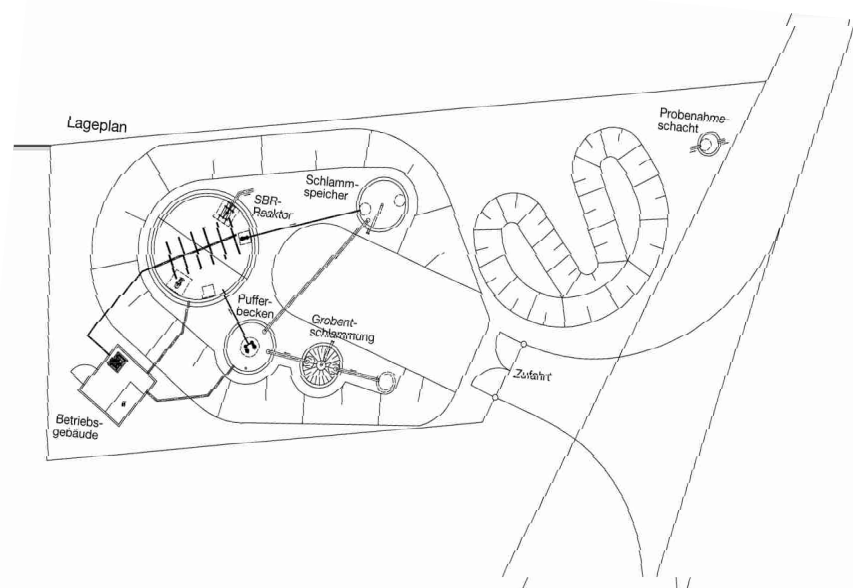 Lageplan
Probenahme-
schacht
Schlamm-
speicher
SBR-
Reaktor
Puffer-
becken
Grobent-
schlammung
Zufahrt
Betriebs-
gebäude